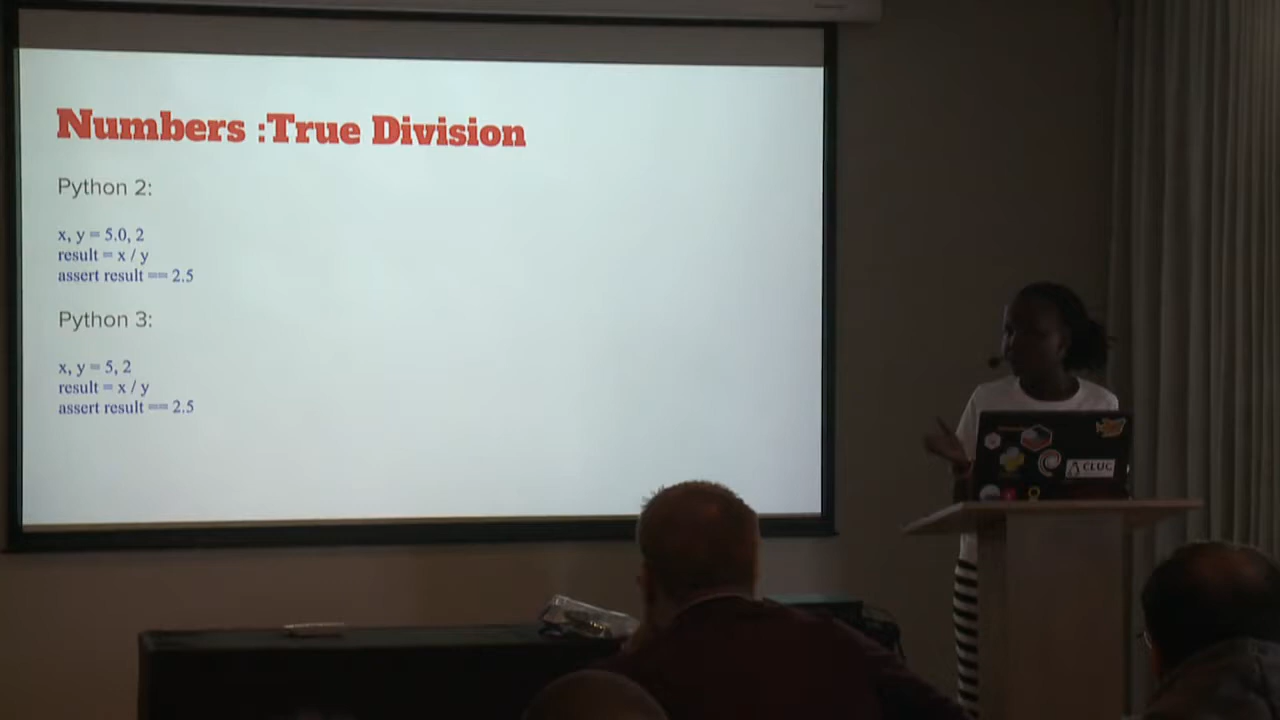 Numbers :True Division
Python 2:
x, y = 5.0, 2
result = x / y
assert result == 2.5
Python 3:
x, y = 5, 2
result = x / y
assert result == 2.5
CLUG